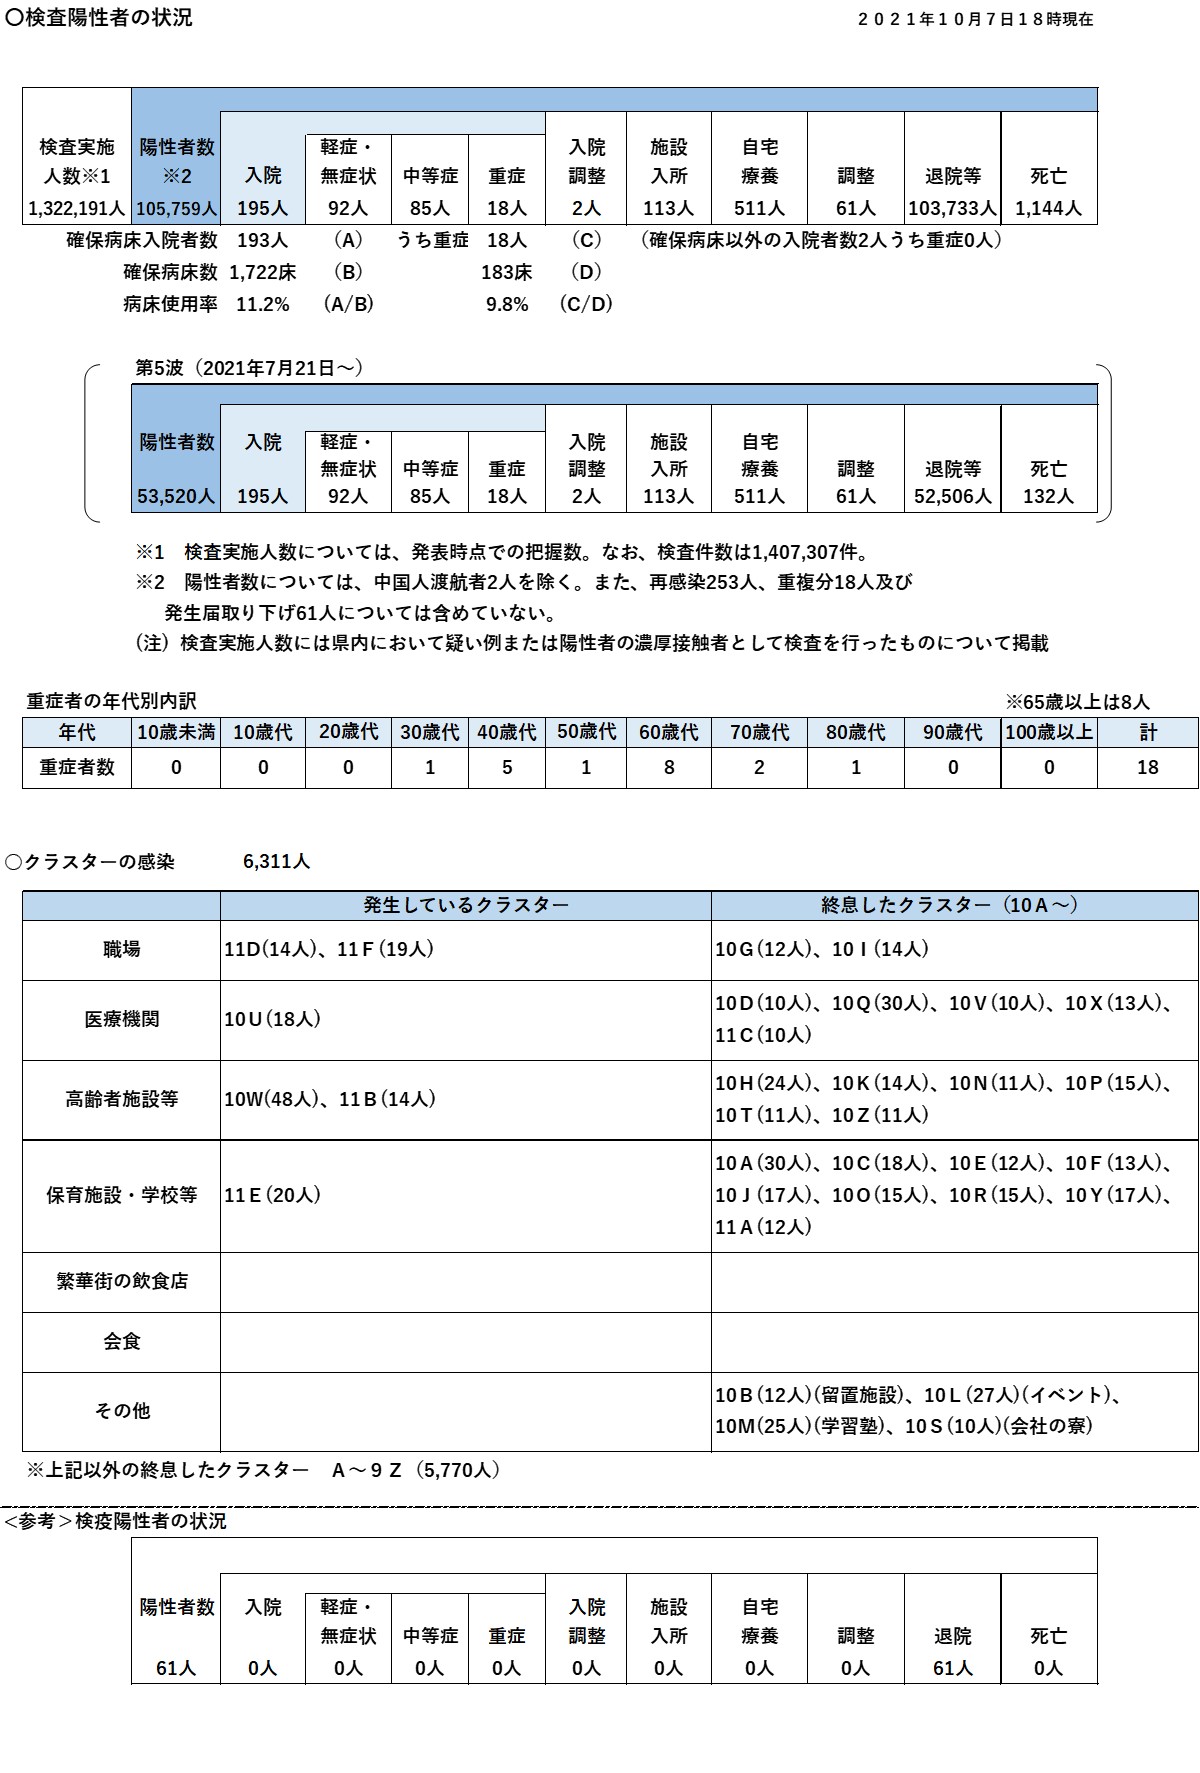 〇検査陽性者の状況
２０２１年１０月７日１８時現在
検査実施 陽性者数 軽症・ 入院 施設 自宅
人数※1 ※2 入院 無症状 中等症 重症 調整 入所 療養 調整 退院等 死亡
1,322,191人 105,759人 195人 92人 85人 18人 2人 113人 511人 61人 103,733人 1,144人
確保病床入院者数 193人 （A） うち重症 18人 （C） （確保病床以外の入院者数2人うち重症0人）
確保病床数 1,722床 （B） 183床 （D）
病床使用率 11.2% （A/B） 9.8% （C/D）
第5波（2021年7月21日～）
陽性者数 入院 軽症・ 入院 施設 自宅
無症状 中等症 重症 調整 入所 療養 調整 退院等 死亡
53,520人 195人 92人 85人 18人 2人 113人 511人 61人 52,506人 132人
※1　検査実施人数については、発表時点での把握数。なお、検査件数は1,407,307件。
※2　陽性者数については、中国人渡航者2人を除く。また、再感染253人、重複分18人及び
発生届取り下げ61人については含めていない。
(注)  検査実施人数には県内において疑い例または陽性者の濃厚接触者として検査を行ったものについて掲載
重症者の年代別内訳 ※65歳以上は8人
年代 10歳未満 10歳代 20歳代 30歳代 40歳代 50歳代 60歳代 70歳代 80歳代 90歳代 100歳以上 計
重症者数 0 0 0 1 5 1 8 2 1 0 0 18
○クラスターの感染 6,311人
発生しているクラスター 終息したクラスター（10Ａ～）
職場 11D(14人)、11Ｆ(19人) 10Ｇ(12人)、10Ｉ(14人)
医療機関 10Ｕ(18人) 10Ｄ(10人)、10Ｑ(30人)、10Ｖ(10人)、10Ｘ(13人)、
11Ｃ(10人)
高齢者施設等 10W(48人)、11Ｂ(14人) 10Ｈ(24人)、10Ｋ(14人)、10Ｎ(11人)、10Ｐ(15人)、
10Ｔ(11人)、10Ｚ(11人)
保育施設・学校等 11Ｅ(20人) 10Ａ(30人)、10Ｃ(18人)、10Ｅ(12人)、10Ｆ(13人)、
10Ｊ(17人)、10Ｏ(15人)、10Ｒ(15人)、10Ｙ(17人)、
11Ａ(12人)
繁華街の飲食店
会食
その他 10Ｂ(12人)(留置施設)、10Ｌ(27人)(イベント)、
10M(25人)(学習塾)、10Ｓ(10人)(会社の寮)
※上記以外の終息したクラスター　Ａ～９Ｚ（5,770人）
＜参考＞検疫陽性者の状況
陽性者数 入院 軽症・ 入院 施設 自宅
無症状 中等症 重症 調整 入所 療養 調整 退院 死亡
61人 0人 0人 0人 0人 0人 0人 0人 0人 61人 0人